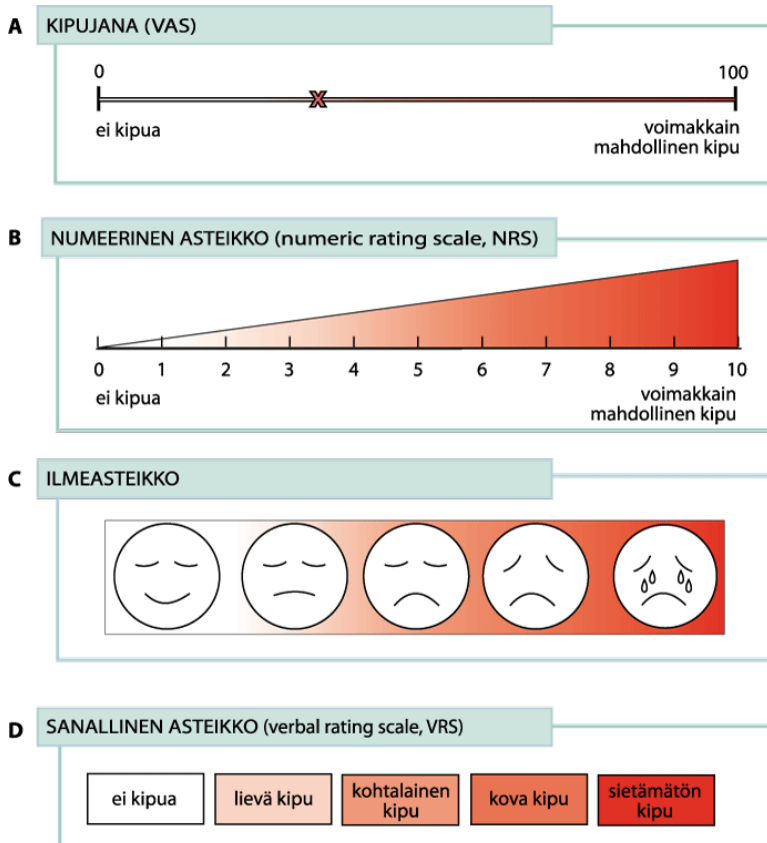 A KIPUJANA (VAS)
0 100
ei kipua voimakkain
mahdollinen kipu
B NUMEERINEN ASTEIKKO (numeric rating scale, NRS)
0 1 2 3 4 5 6 7 8 9 10
ei kipua voimakkain
mahdollinen kipu
C ILMEASTEIKKO
D SANALLINEN ASTEIKKO (verbal rating scale, VRS)
ei kipua
lievä kipu
kohtalainen
kipu
kova kipu
sietämätön
kipu